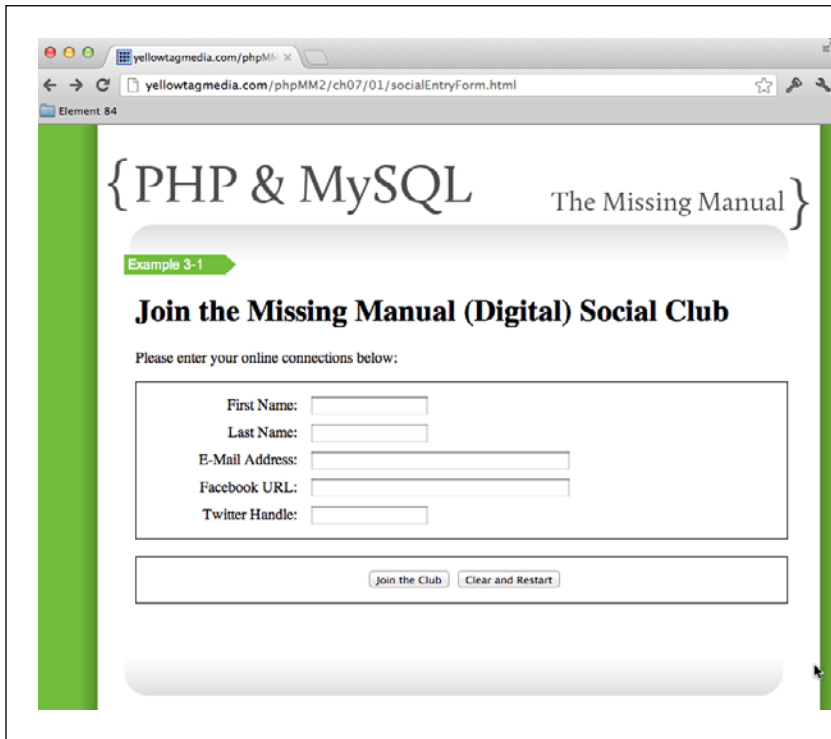 yellowtagmedia.com/phpMM
yellowtagmedia.com/phpMM2/ch07/01/socialEntryForm.html
Element 84
{PHP & MySQL
The Missing Manual}
Example 3-1
Join the Missing Manual (Digital) Social Club
Please enter your online connections below:
First Name:
Last Name:
E-Mail Address:
Facebook URL:
Twitter Handle:
Join the Club Clear and Restart